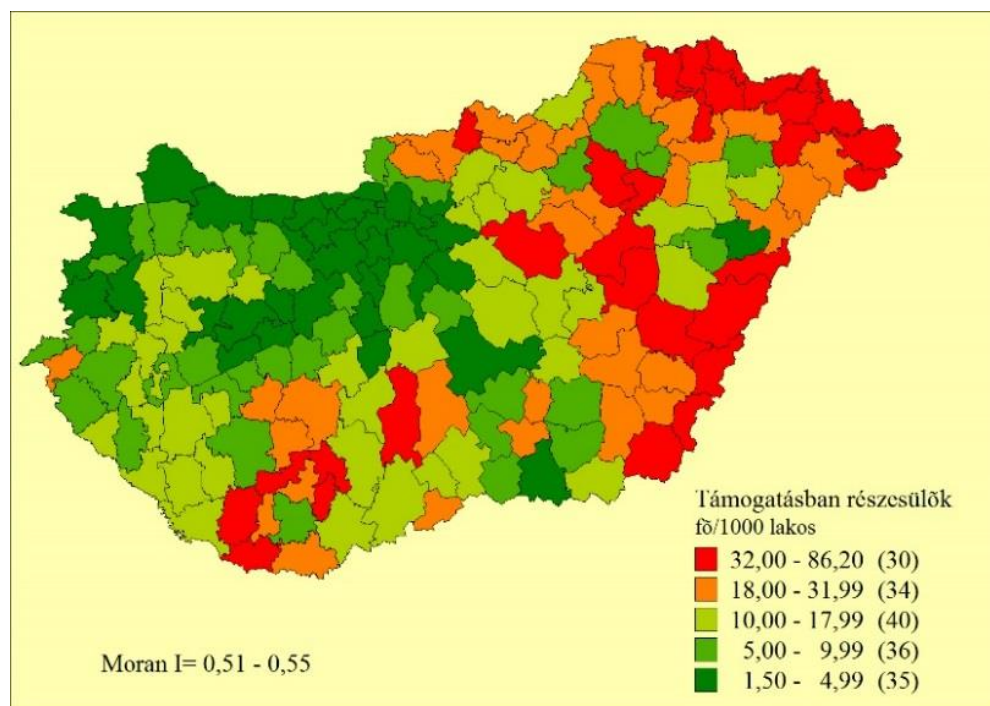 Támogatásban részesülõk
fõ/1000 lakos
32,00 - 86,20 (30)
18,00 - 31,99 (34)
10,00 - 17,99 (40)
5,00 - 9,99 (36)
1,50 - 4,99 (35)
Moran I= 0,51 - 0,55